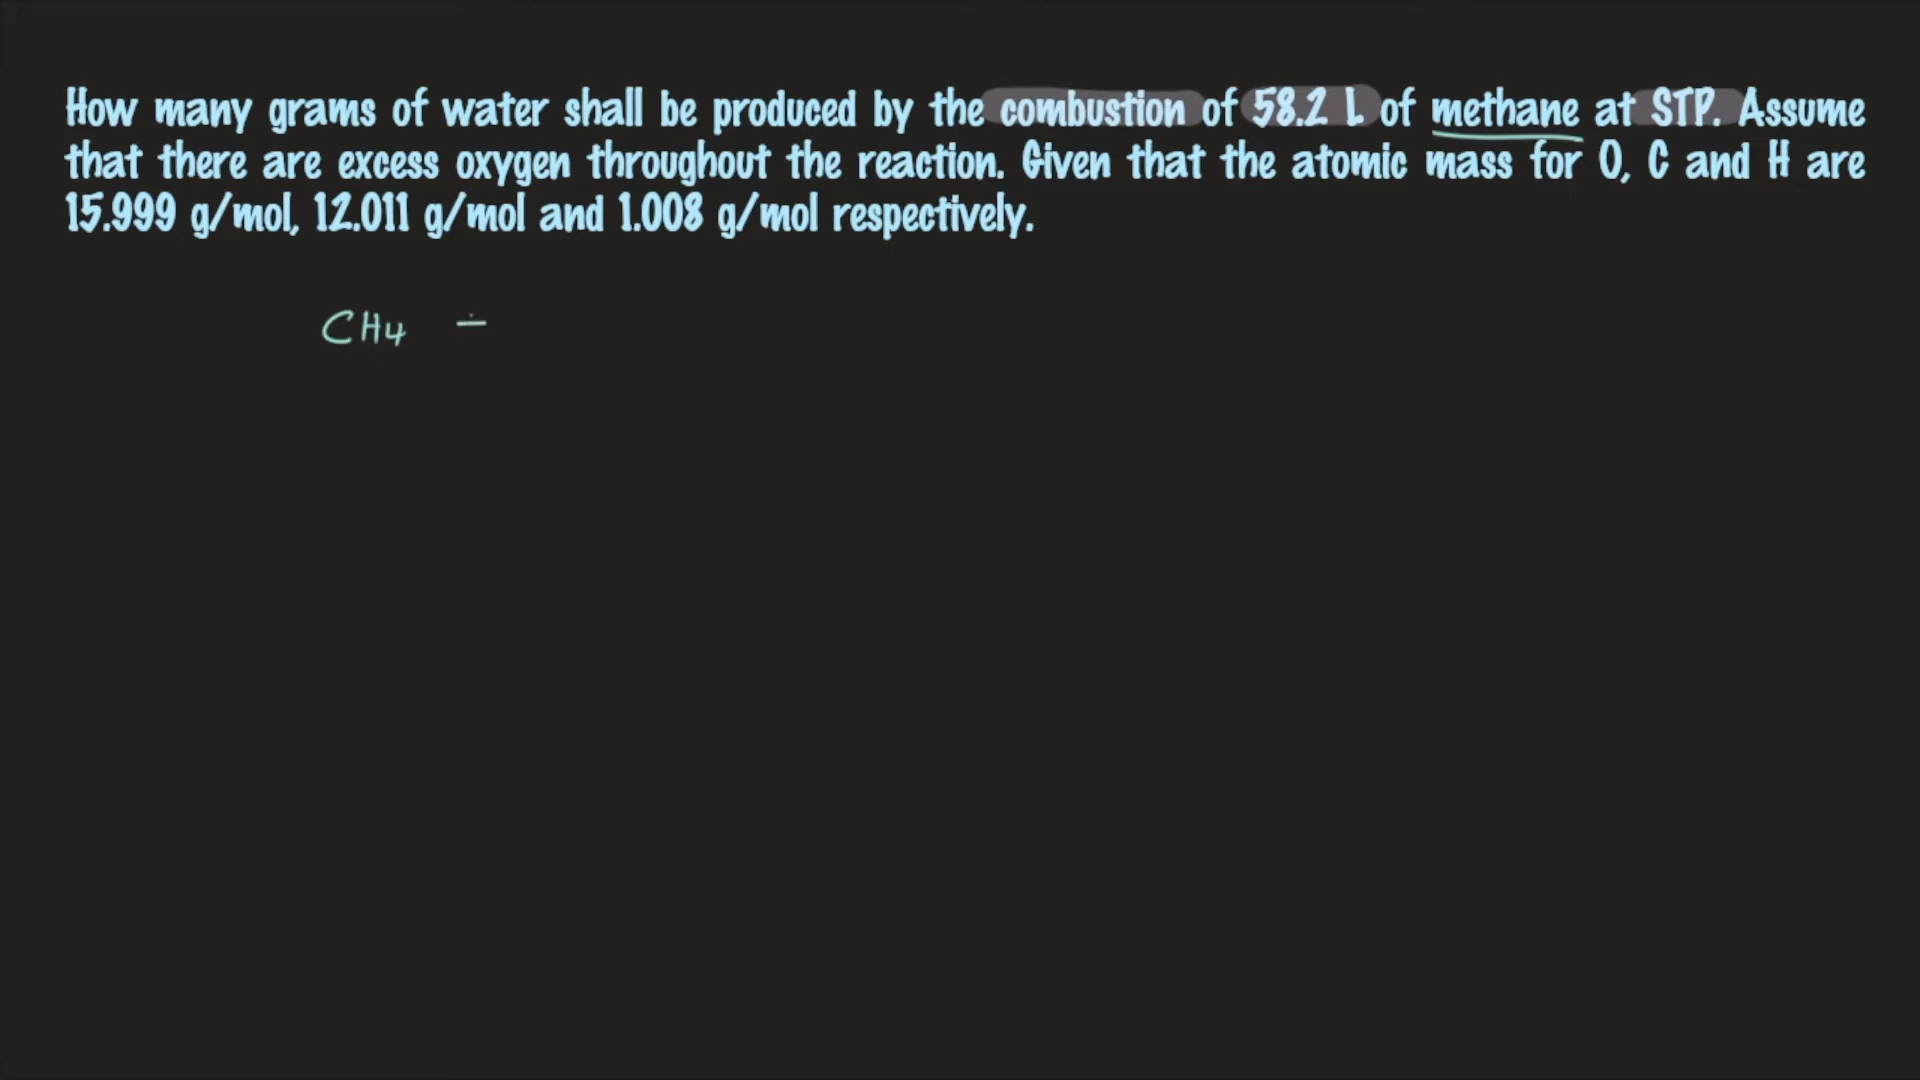 How many grams of water shall be produced by the combustion of 58.2 L of methane at STP. Assume
that there are excess oxygen throughout the reaction. Given that the atomic mass for O, C and H are
15.999 g/mol, 12.011 g/mol and 1.008 g/mol respectively.
CH4 -